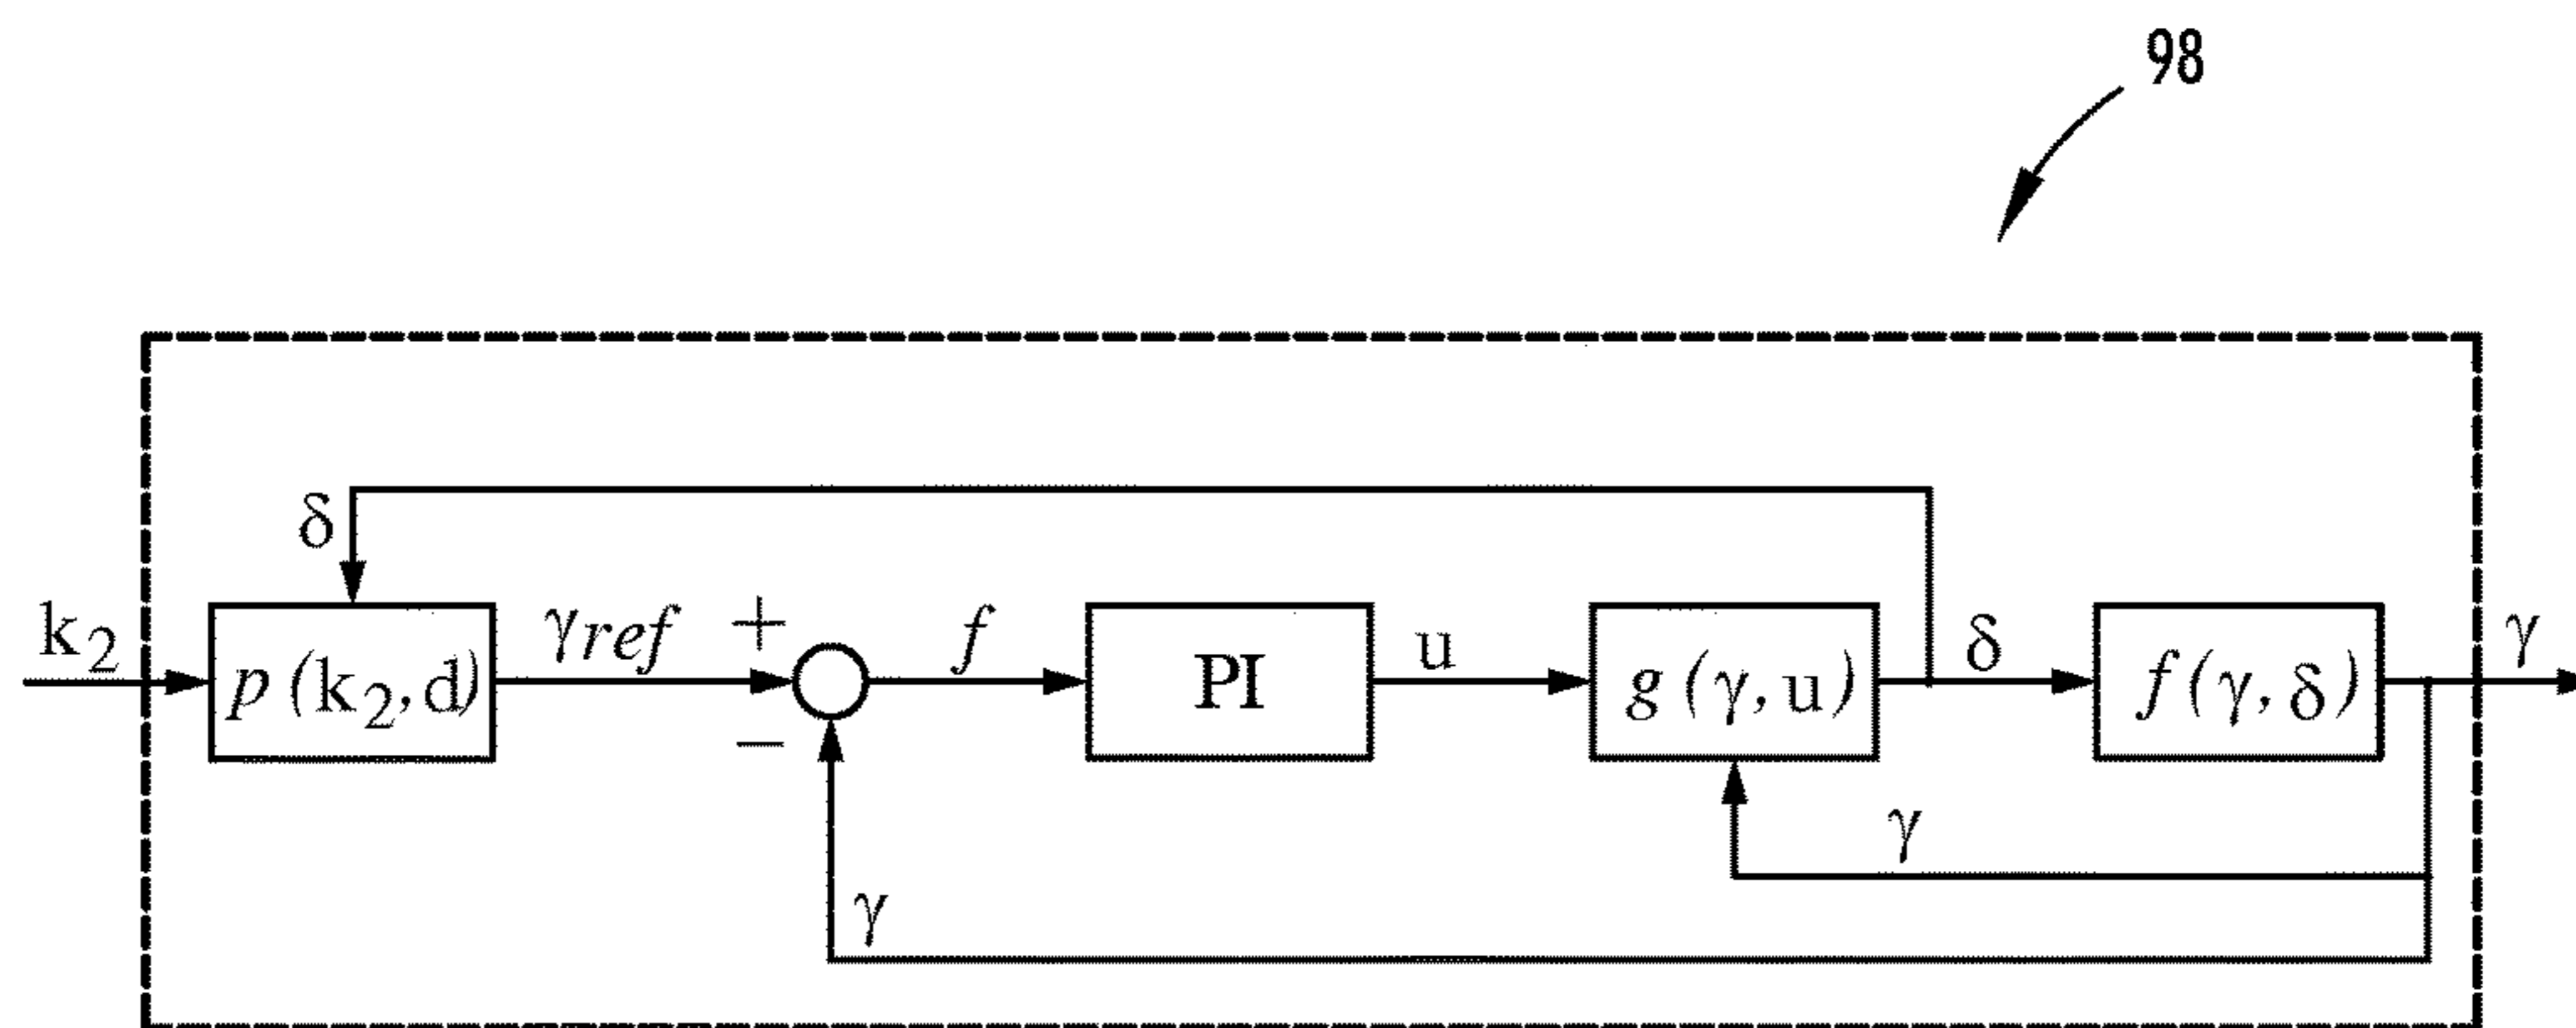 98
δ
k₂
p (k₂,d)
γref
+
−
f
PI
u
g (γ,u)
δ
f(γ,δ)
γ
γ
γ